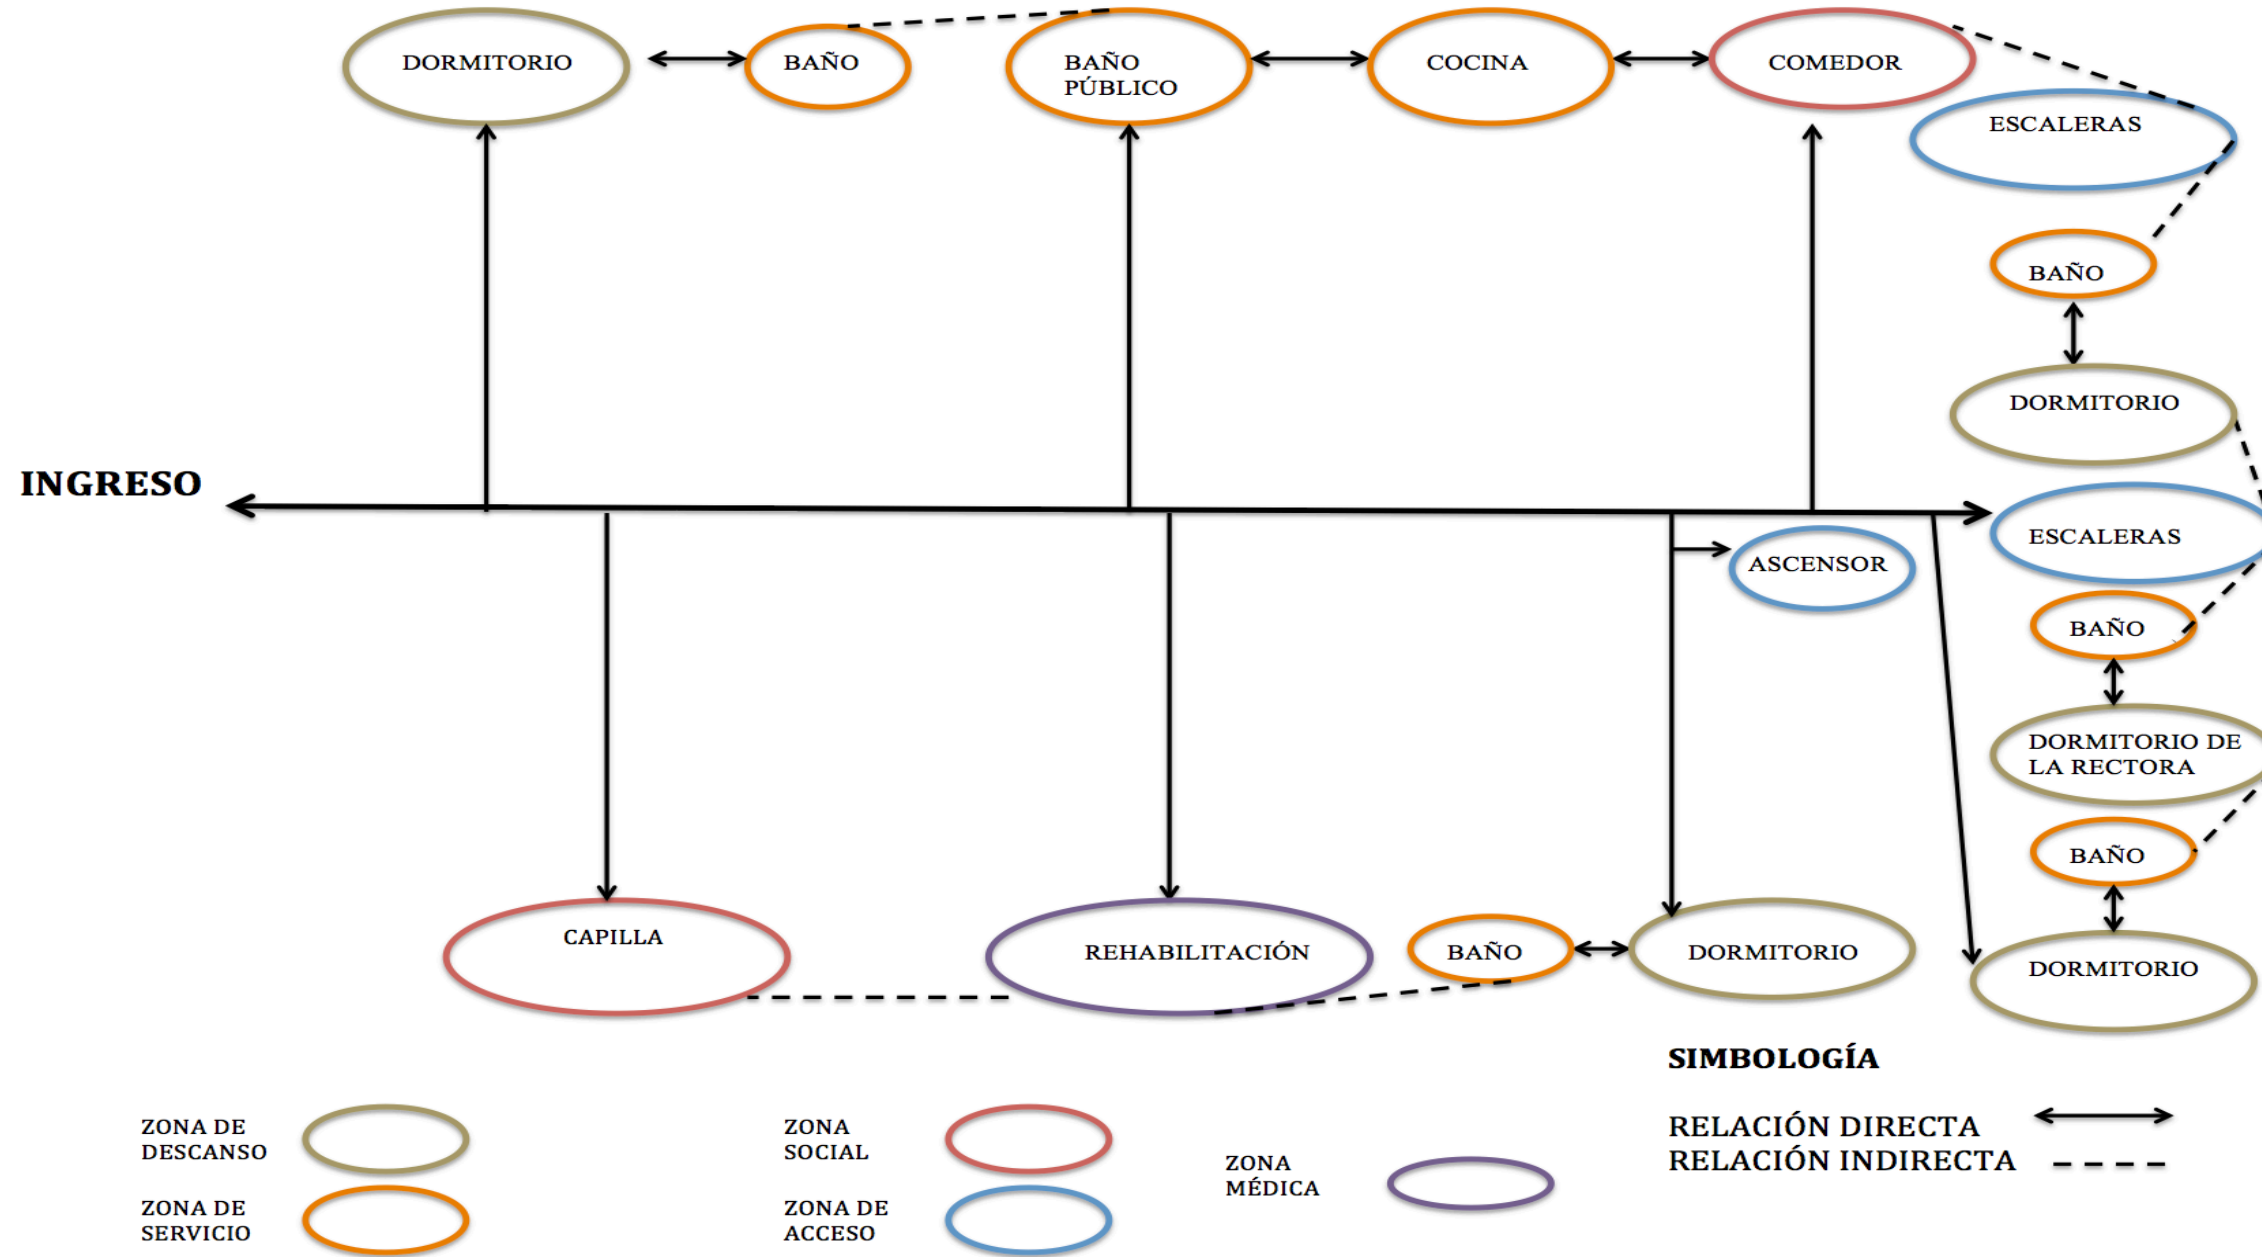 DORMITORIO
BAÑO
BAÑO
PÚBLICO
COCINA
COMEDOR
ESCALERAS
BAÑO
DORMITORIO
INGRESO
ESCALERAS
ASCENSOR
BAÑO
DORMITORIO DE
LA RECTORA
BAÑO
CAPILLA
REHABILITACIÓN
BAÑO
DORMITORIO
DORMITORIO
SIMBOLOGÍA
RELACIÓN DIRECTA
RELACIÓN INDIRECTA
ZONA DE
DESCANSO
ZONA
SOCIAL
ZONA
MÉDICA
ZONA DE
SERVICIO
ZONA DE
ACCESO